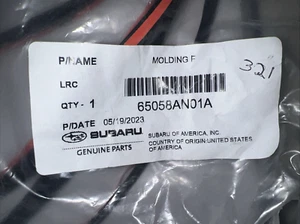 P/NAME MOLDING F
321
LRC
QTY - 1 65058AN01A
P/DATE 05/19/2023
SUBARU SUBARU OF AMERICA, INC.
GENUINE PARTS COUNTRY OF ORIGIN:UNITED STATES
OF AMERICA